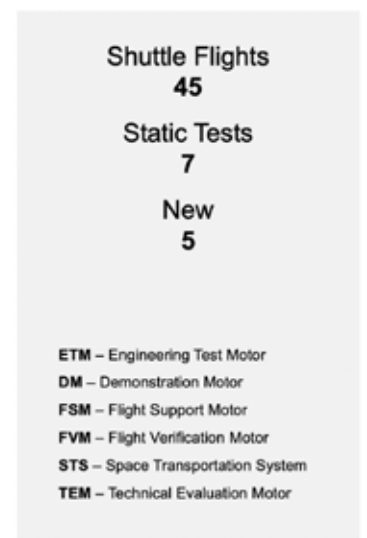 Shuttle Flights
45
Static Tests
7
New
5
ETM – Engineering Test Motor
DM – Demonstration Motor
FSM – Flight Support Motor
FVM – Flight Verification Motor
STS – Space Transportation System
TEM – Technical Evaluation Motor